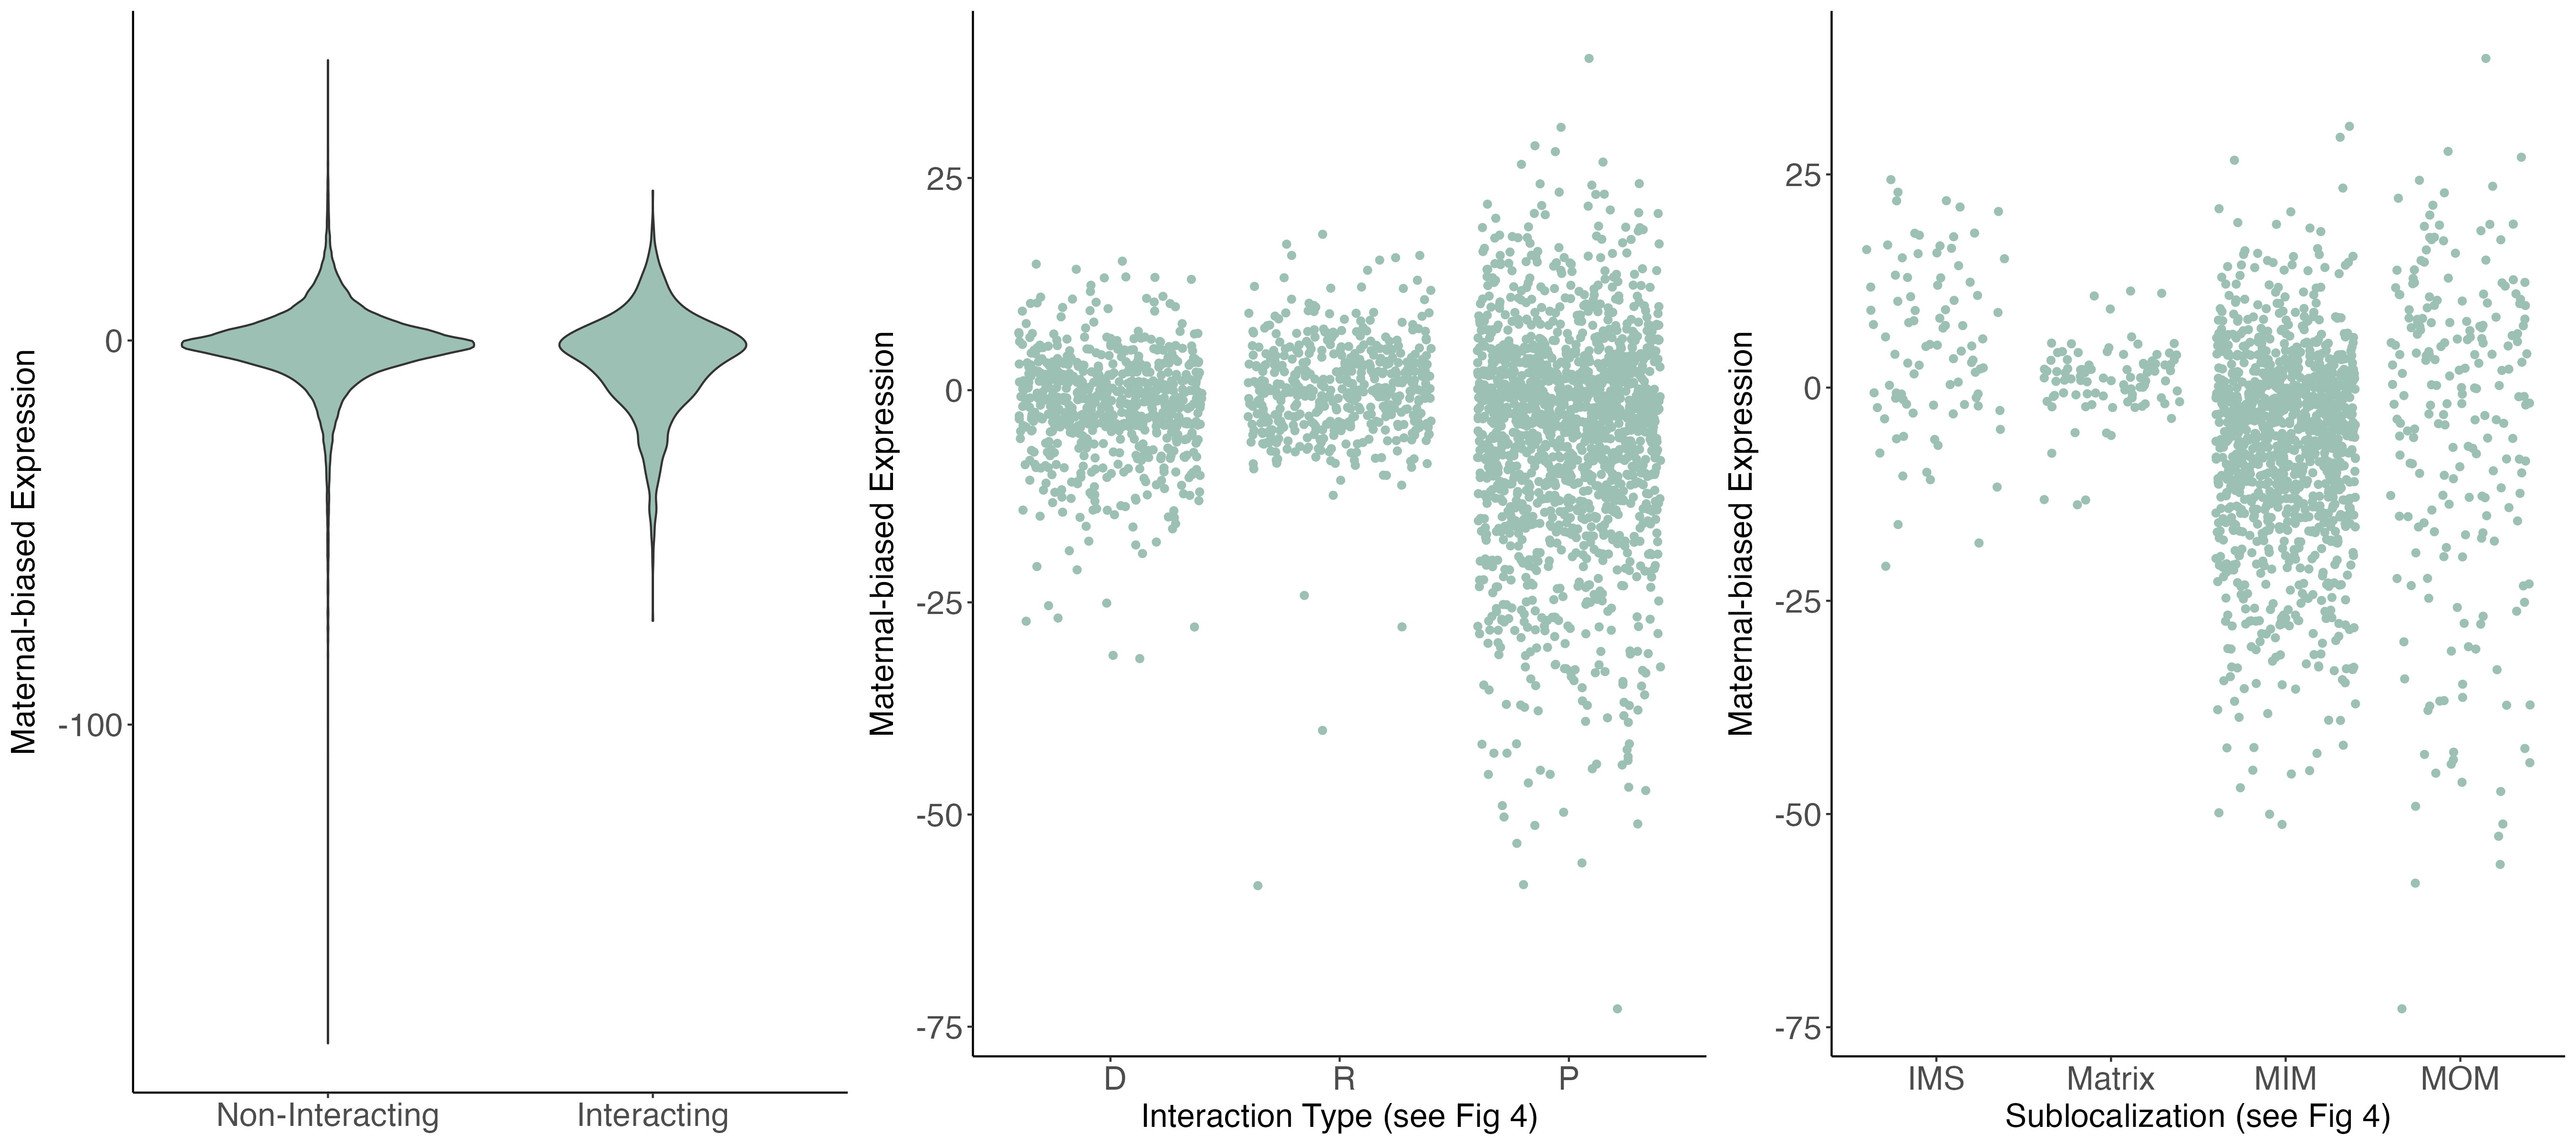 Maternal-biased Expression
0
-100
Non-Interacting
Interacting
Maternal-biased Expression
25
0
-25
-50
-75
D
R
P
Interaction Type (see Fig 4)
Maternal-biased Expression
25
0
-25
-50
-75
IMS
Matrix
MIM
MOM
Sublocalization (see Fig 4)